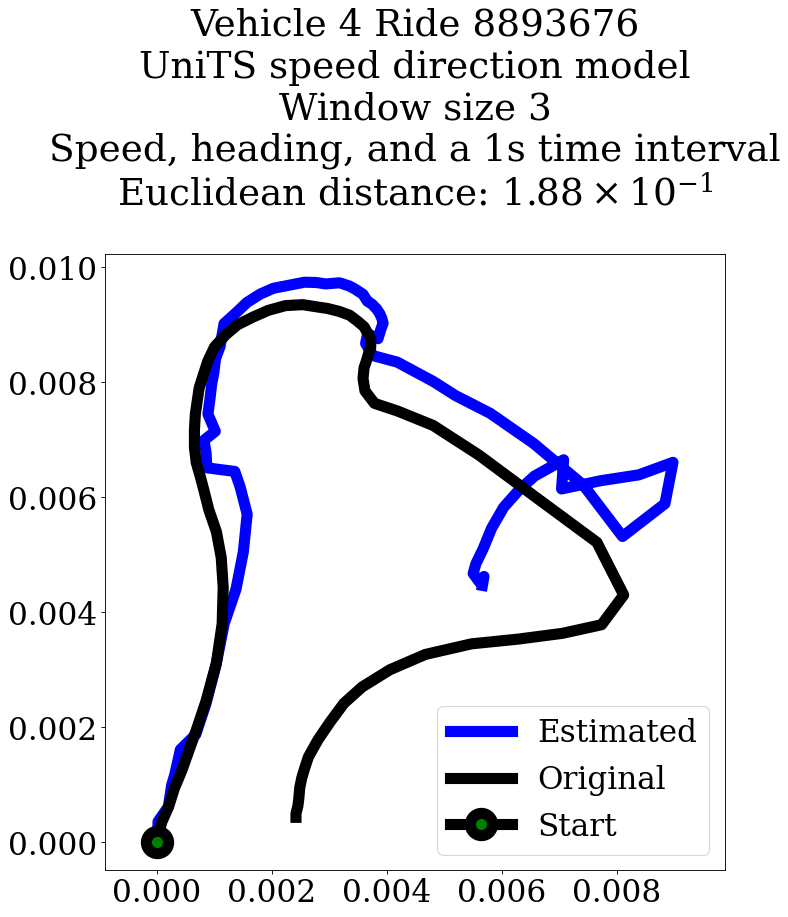 Vehicle 4 Ride 8893676
UniTS speed direction model
Window size 3
Speed, heading, and a 1s time interval
Euclidean distance: 1.88 × 10⁻¹
0.010
0.008
0.006
0.004
0.002
0.000
Estimated
Original
Start
0.000 0.002 0.004 0.006 0.008